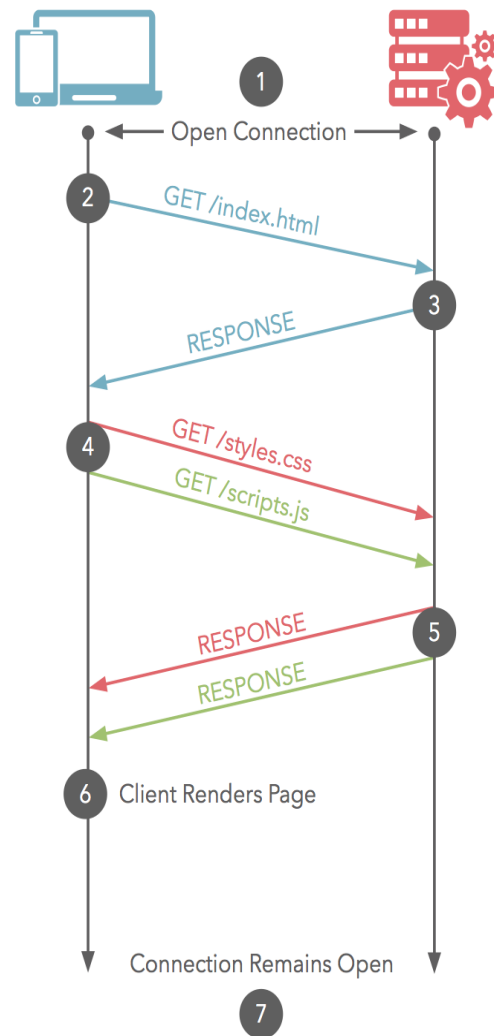 1
Open Connection
2
GET /index.html
3
RESPONSE
4
GET /styles.css
GET /scripts.js
5
RESPONSE
RESPONSE
6 Client Renders Page
Connection Remains Open
7